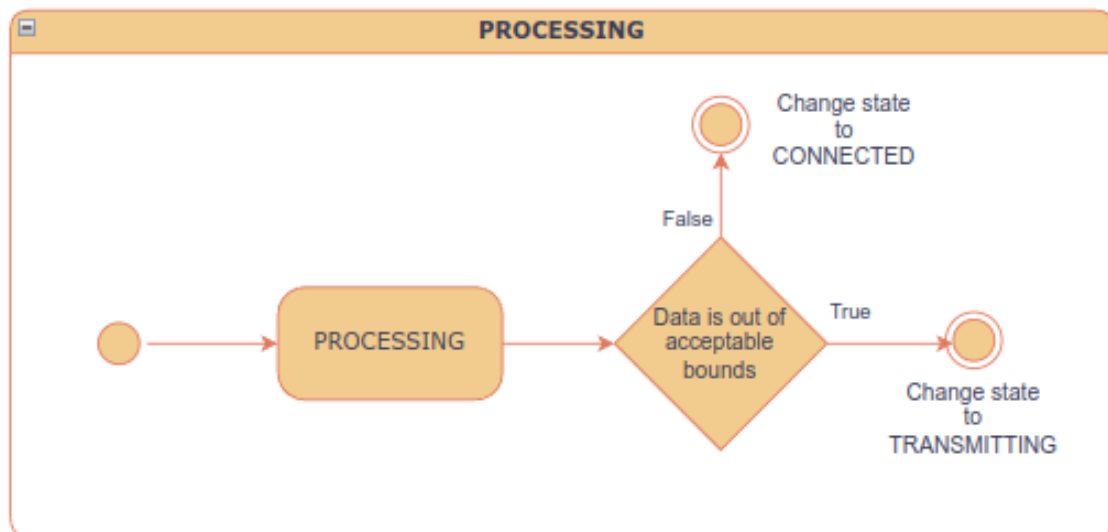 PROCESSING
Change state
to
CONNECTED
False
True
PROCESSING
Data is out of
acceptable
bounds
Change state
to
TRANSMITTING